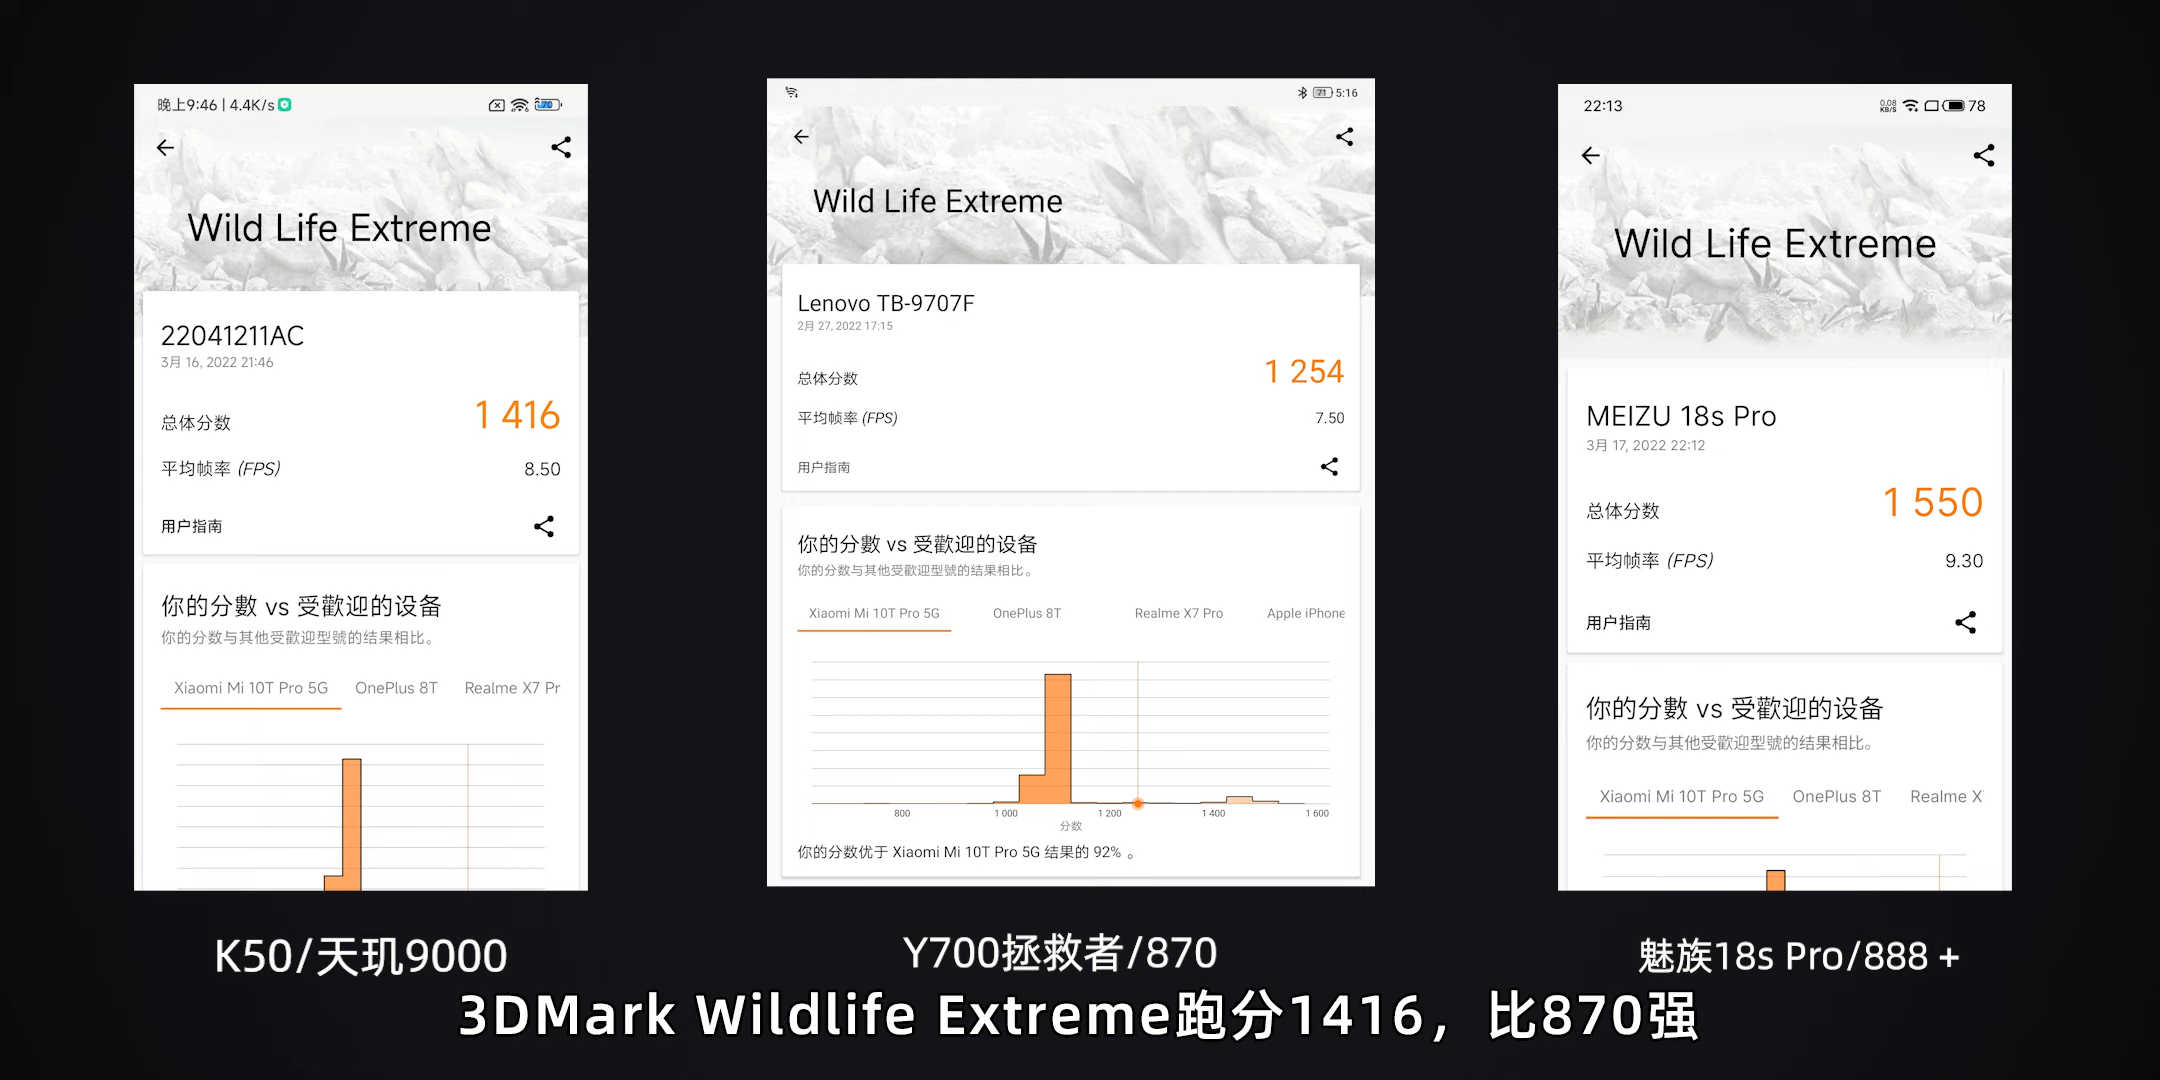 晚上9:46 | 4.4K/s
Wild Life Extreme
22041211AC
3月 16, 2022 21:46
总体分数
1 416
平均帧率 (FPS)
8.50
用户指南
你的分數 vs 受歡迎的设备
你的分数与其他受歡迎型號的结果相比。
Xiaomi Mi 10T Pro 5G OnePlus 8T Realme X7 Pr
K50/天玑9000
71 5:16
Wild Life Extreme
Lenovo TB-9707F
2月 27, 2022 17:15
总体分数
1 254
平均帧率 (FPS)
7.50
用户指南
你的分數 vs 受歡迎的设备
你的分数与其他受歡迎型號的结果相比。
Xiaomi Mi 10T Pro 5G OnePlus 8T Realme X7 Pro Apple iPhone
800 1 000 1 200 1 400 1 600
分数
你的分数优于 Xiaomi Mi 10T Pro 5G 结果的 92% 。
Y700拯救者/870
22:13 0.08 KB/S 78
Wild Life Extreme
MEIZU 18s Pro
3月 17, 2022 22:12
总体分数
1 550
平均帧率 (FPS)
9.30
用户指南
你的分數 vs 受歡迎的设备
你的分数与其他受歡迎型號的结果相比。
Xiaomi Mi 10T Pro 5G OnePlus 8T Realme X
魅族18s Pro/888 +
3DMark Wildlife Extreme跑分1416，比870强